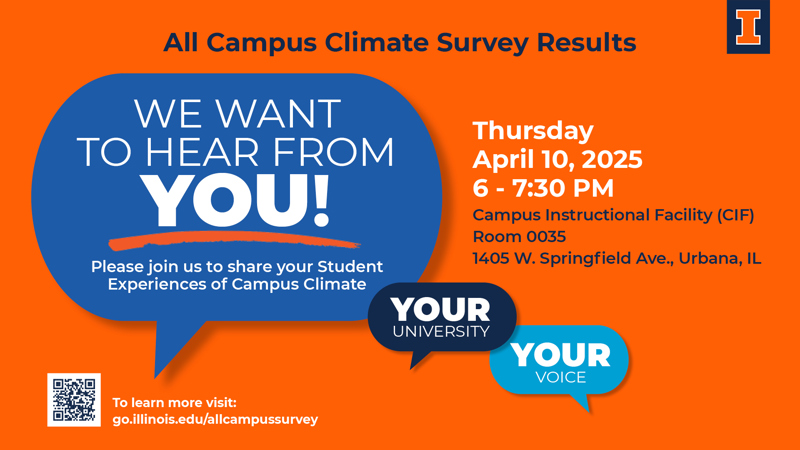 All Campus Climate Survey Results
I
WE WANT
TO HEAR FROM
YOU!
Please join us to share your Student
Experiences of Campus Climate
Thursday
April 10, 2025
6 - 7:30 PM
Campus Instructional Facility (CIF)
Room 0035
1405 W. Springfield Ave., Urbana, IL
YOUR
UNIVERSITY
YOUR
VOICE
To learn more visit:
go.illinois.edu/allcampussurvey